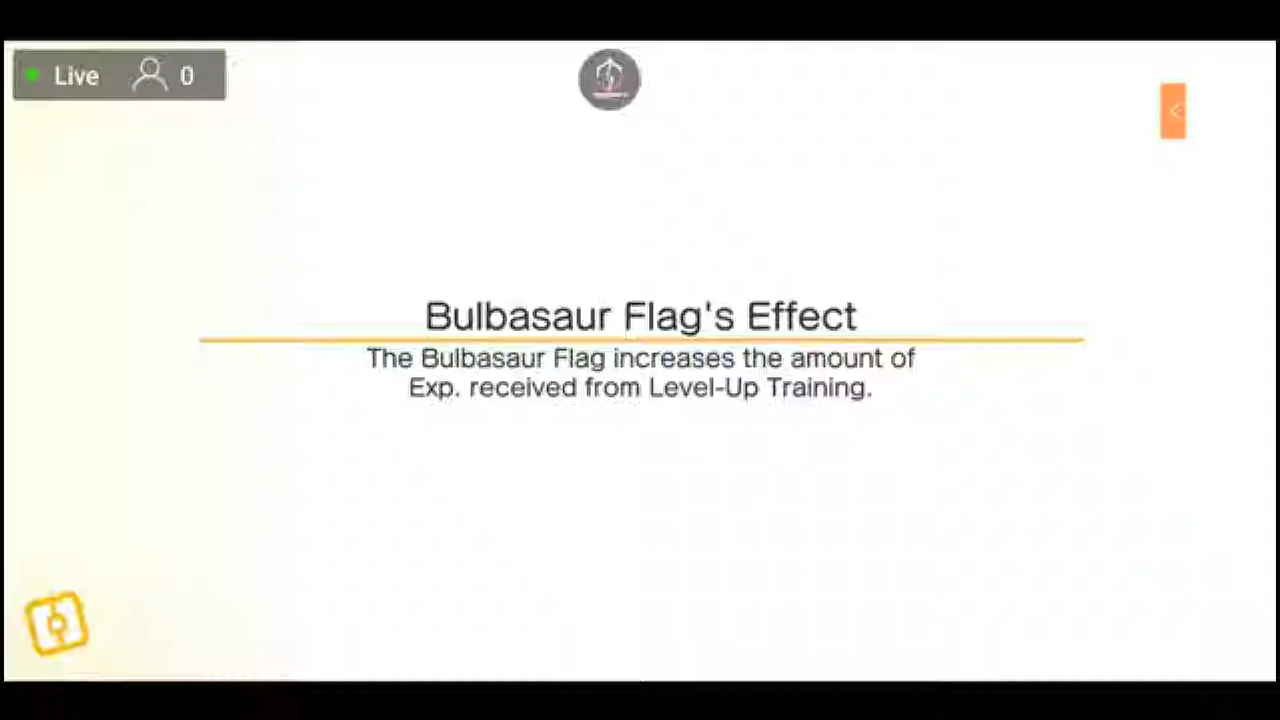 Live 0
Bulbasaur Flag's Effect
The Bulbasaur Flag increases the amount of
Exp. received from Level-Up Training.